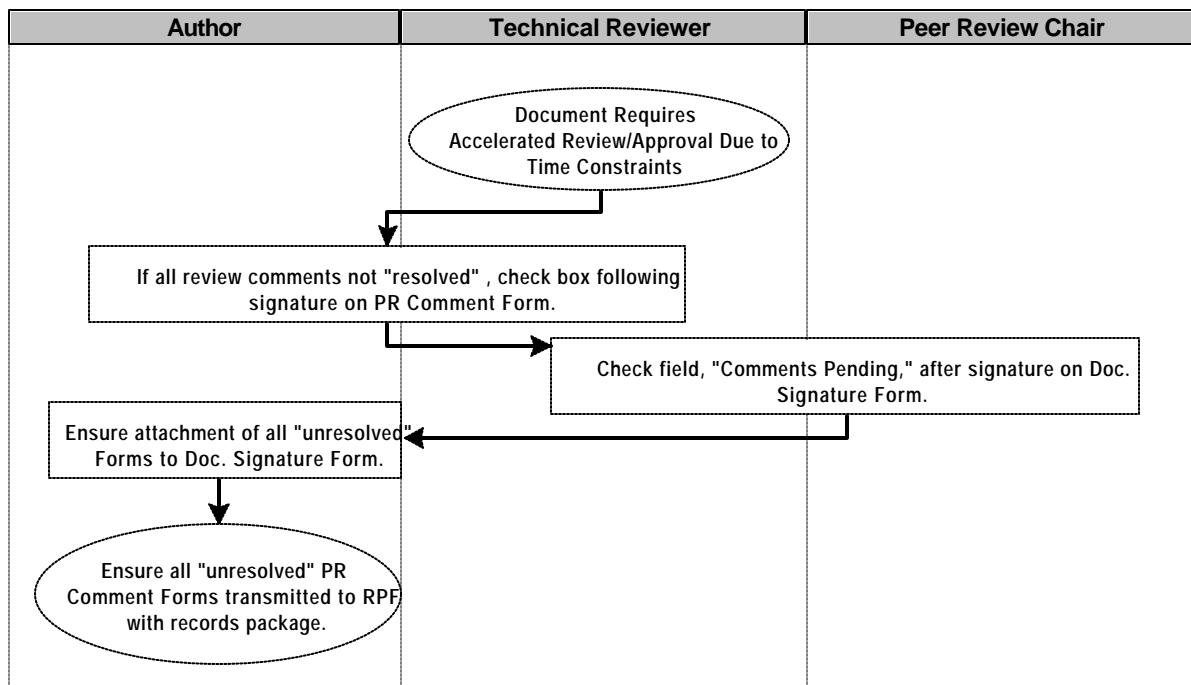 Author
Technical Reviewer
Peer Review Chair
Document Requires
Accelerated Review/Approval Due to
Time Constraints
If all review comments not "resolved" , check box following
signature on PR Comment Form.
Check field, "Comments Pending," after signature on Doc.
Signature Form.
Ensure attachment of all "unresolved"
Forms to Doc. Signature Form.
Ensure all "unresolved" PR
Comment Forms transmitted to RPF
with records package.